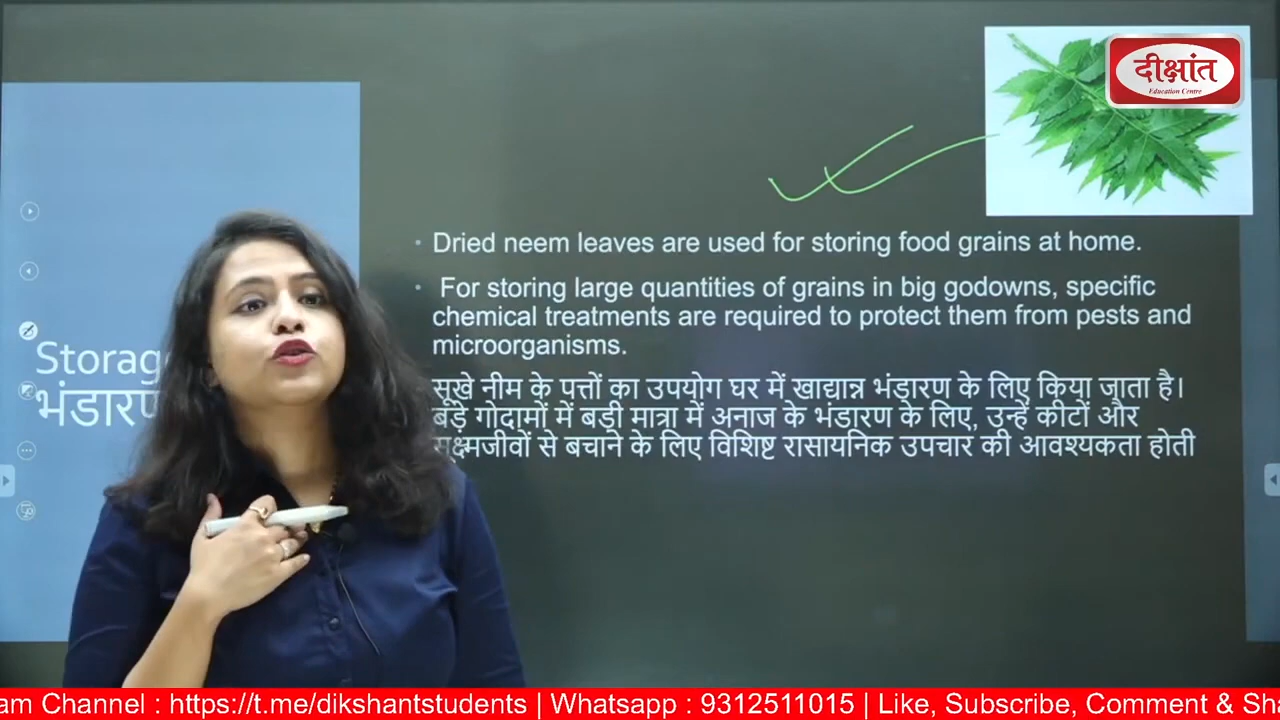 दीक्षांत
Education Centre
Dried neem leaves are used for storing food grains at home.
For storing large quantities of grains in big godowns, specific
chemical treatments are required to protect them from pests and
microorganisms.
Storag
भंडारण
सूखे नीम के पत्तों का उपयोग घर में खाद्यान्न भंडारण के लिए किया जाता है।
बड़े गोदामों में बड़ी मात्रा में अनाज के भंडारण के लिए, उन्हें कीटों और
सूक्ष्मजीवों से बचाने के लिए विशिष्ट रासायनिक उपचार की आवश्यकता होती
am Channel : https://t.me/dikshantstudents | Whatsapp : 9312511015 | Like, Subscribe, Comment & Sha